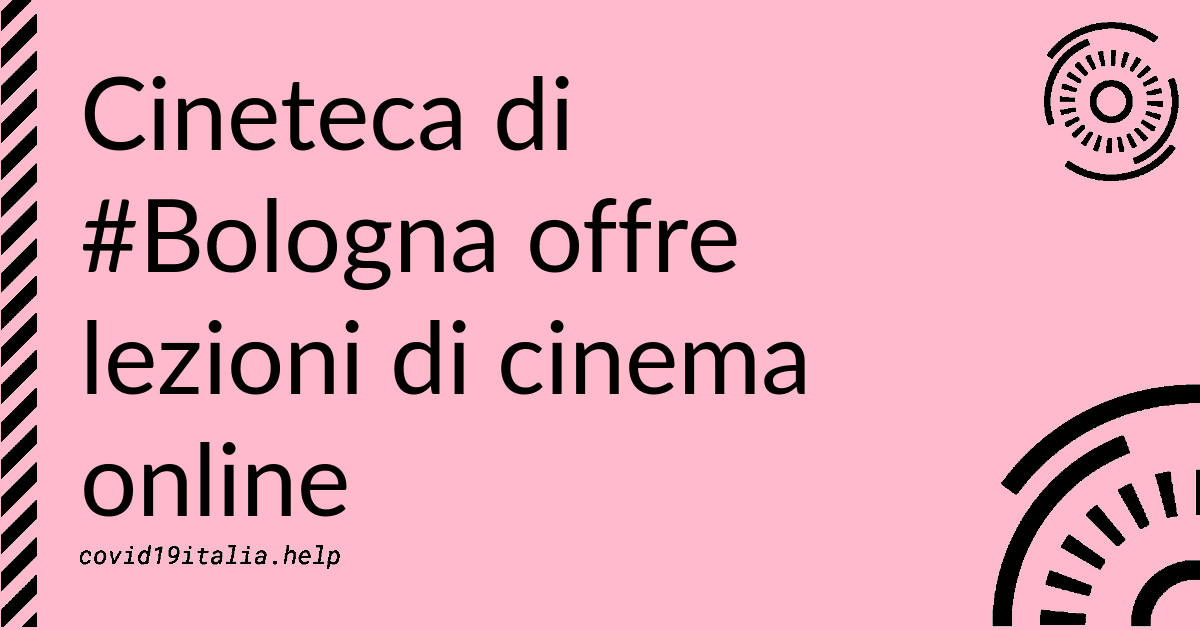 Cineteca di
#Bologna offre
lezioni di cinema
online
covid19italia.help